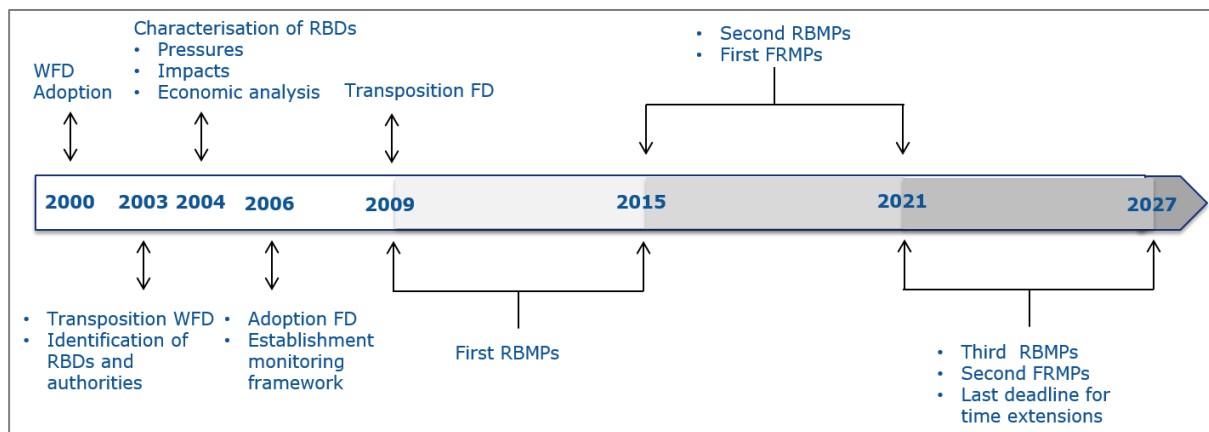 Characterisation of RBDs
• Pressures
• Impacts
• Economic analysis
WFD
Adoption
Transposition FD
• Second RBMPs
• First FRMPs
2000 2003 2004 2006 2009 2015 2021 2027
• Transposition WFD
• Identification of
RBDs and
authorities
• Adoption FD
• Establishment
monitoring
framework
First RBMPs
• Third RBMPs
• Second FRMPs
• Last deadline for
time extensions